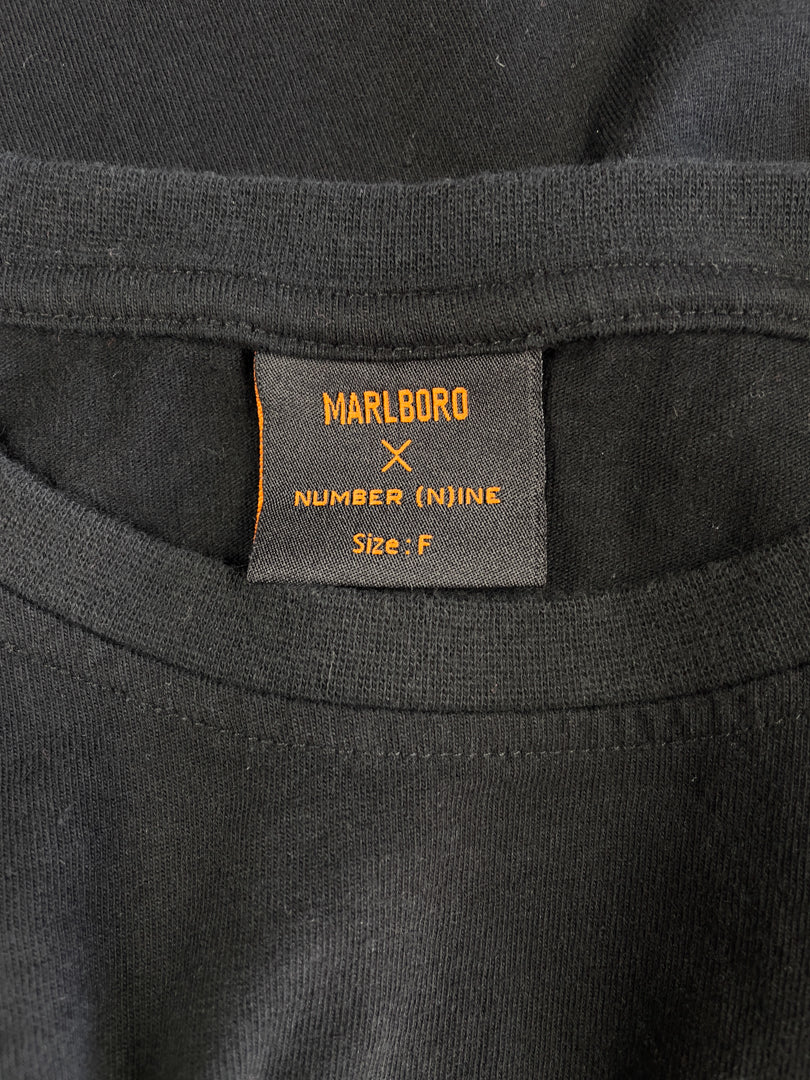 MARLBORO
X
NUMBER (N)INE
Size: F